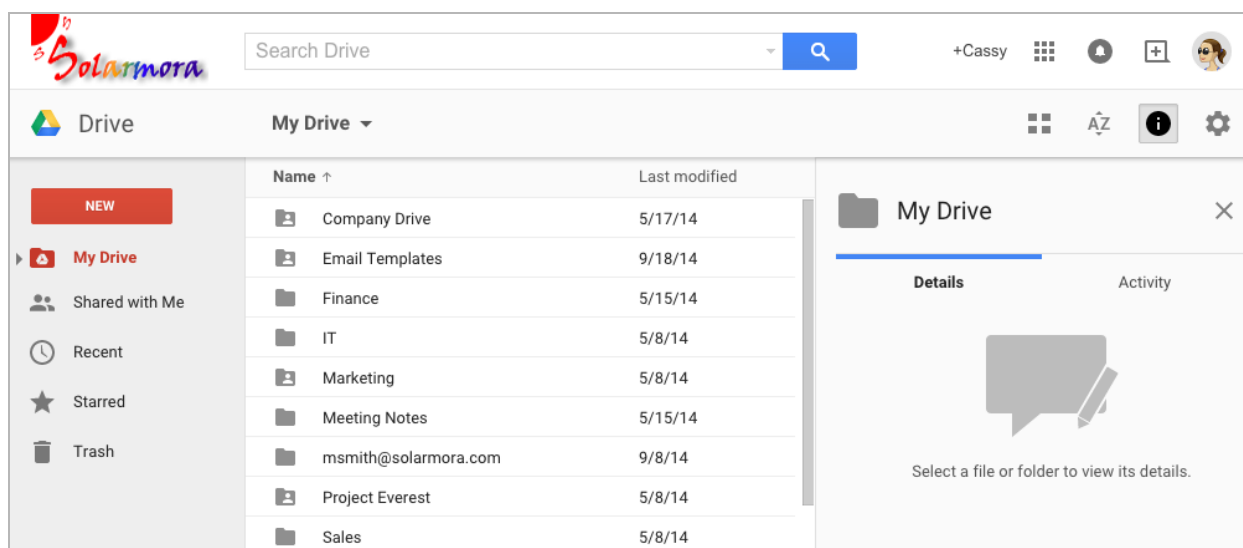 Solarmora
Search Drive
+Cassy
Drive
My Drive
NEW
My Drive
Shared with Me
Recent
Starred
Trash
Name ↑ Last modified
Company Drive 5/17/14
Email Templates 9/18/14
Finance 5/15/14
IT 5/8/14
Marketing 5/8/14
Meeting Notes 5/15/14
msmith@solarmora.com 9/8/14
Project Everest 5/8/14
Sales 5/8/14
My Drive
Details Activity
Select a file or folder to view its details.
AZ